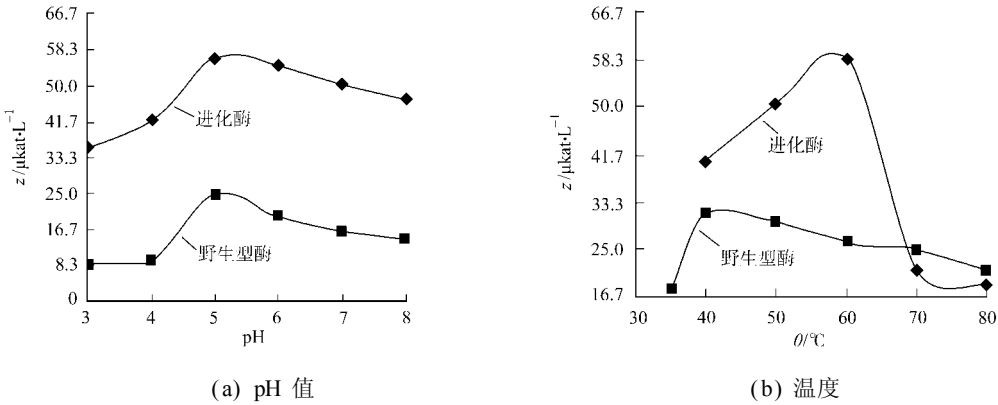 66.7
58.3
50.0
41.7
33.3
25.0
16.7
8.3
0
z/μkat·L⁻¹
进化酶
野生型酶
3 4 5 6 7 8
pH
(a) pH 值
66.7
58.3
50.0
41.7
33.3
25.0
16.7
z/μkat·L⁻¹
进化酶
野生型酶
30 40 50 60 70 80
θ/℃
(b) 温度